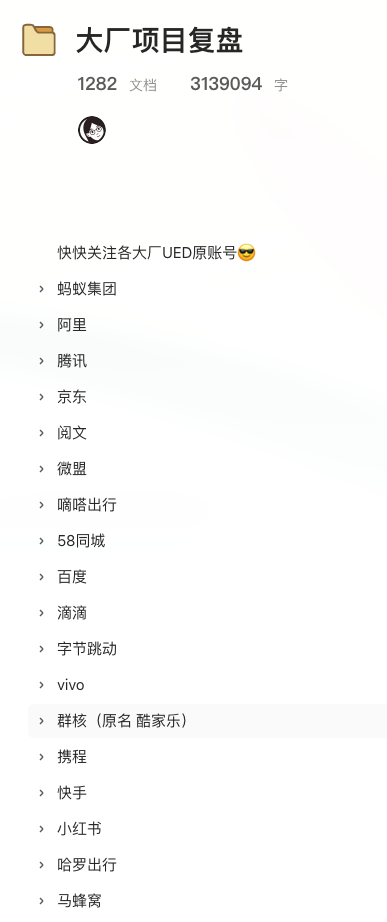 大厂项目复盘
1282 文档 3139094 字
快快关注各大厂UED原账号😎
蚂蚁集团
阿里
腾讯
京东
阅文
微盟
嘀嗒出行
58同城
百度
滴滴
字节跳动
vivo
群核（原名 酷家乐）
携程
快手
小红书
哈罗出行
马蜂窝